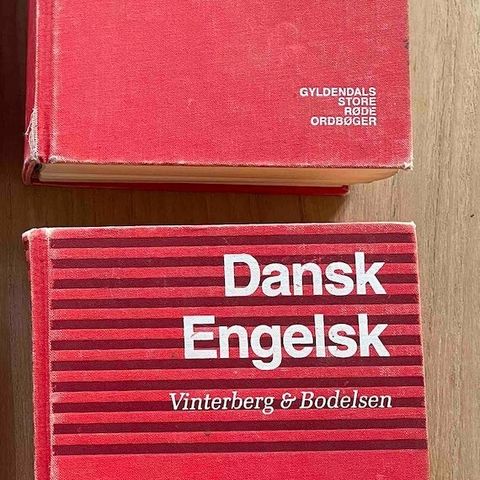 GYLDENDALS
STORE
RØDE
ORDBØGER
Dansk
Engelsk
Vinterberg & Bodelsen